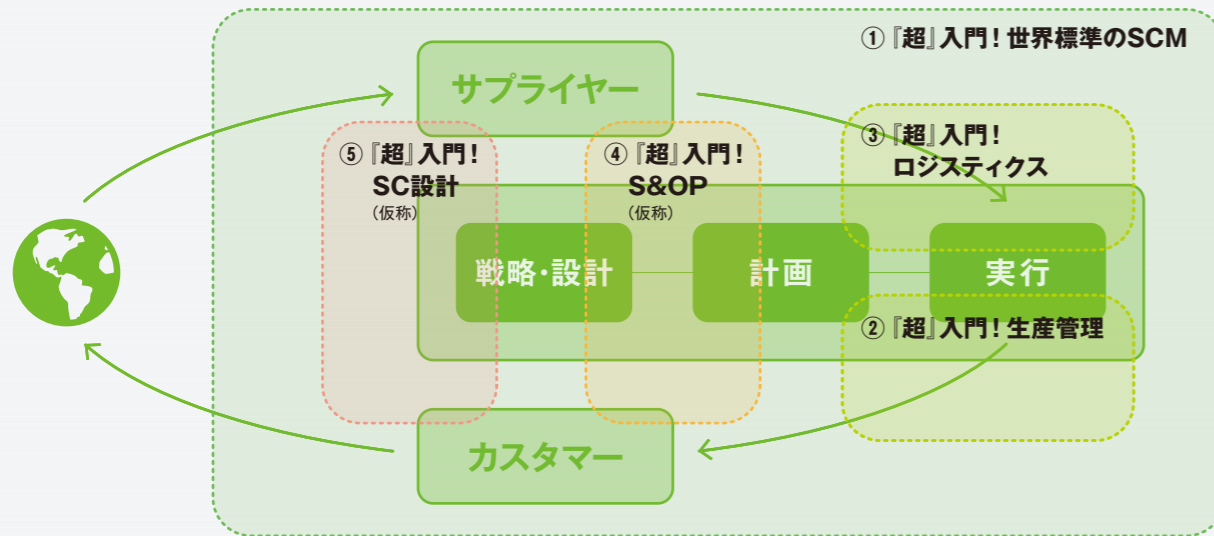 ① 『超』入門！世界標準のSCM
サプライヤー
⑤ 『超』入門！
SC設計
（仮称）
④ 『超』入門！
S&OP
（仮称）
③ 『超』入門！
ロジスティクス
戦略・設計
計画
実行
② 『超』入門！生産管理
カスタマー